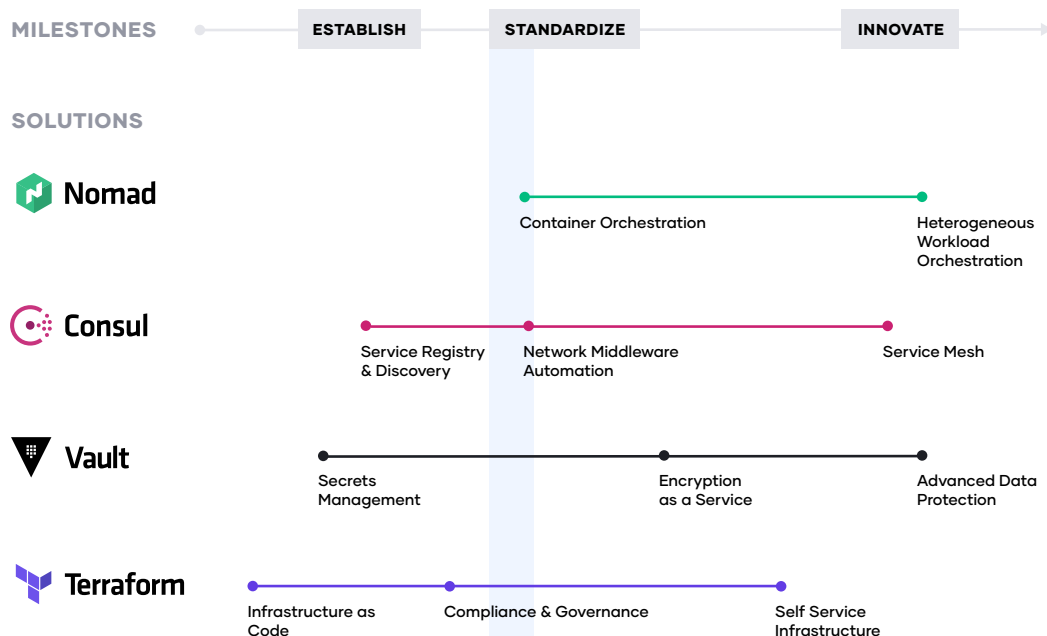 MILESTONES
ESTABLISH
STANDARDIZE
INNOVATE
SOLUTIONS
Nomad
Container Orchestration
Heterogeneous
Workload
Orchestration
Consul
Service Registry
& Discovery
Network Middleware
Automation
Service Mesh
Vault
Secrets
Management
Encryption
as a Service
Advanced Data
Protection
Terraform
Infrastructure as
Code
Compliance & Governance
Self Service
Infrastructure